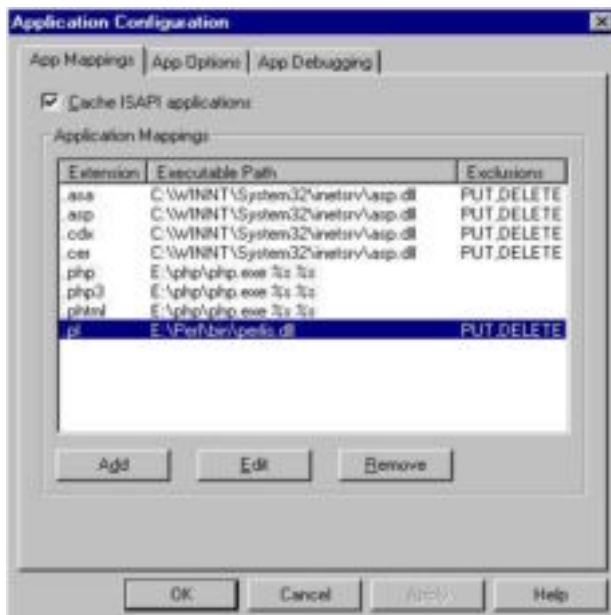 Application Configuration
App Mappings App Options App Debugging
Cache ISAPI applications
Application Mappings
Extension Executable Path Exclusions
.asa C:\WINNT\System32\inetsrv\asp.dll PUT,DELETE
.asp C:\WINNT\System32\inetsrv\asp.dll PUT,DELETE
.cdx C:\WINNT\System32\inetsrv\asp.dll PUT,DELETE
.cer C:\WINNT\System32\inetsrv\asp.dll PUT,DELETE
.php E:\php\php.exe %s %s
.php3 E:\php\php.exe %s %s
.phtml E:\php\php.exe %s %s
.pl E:\Perl\bin\perlis.dll PUT,DELETE
Add Edit Remove
OK Cancel Apply Help